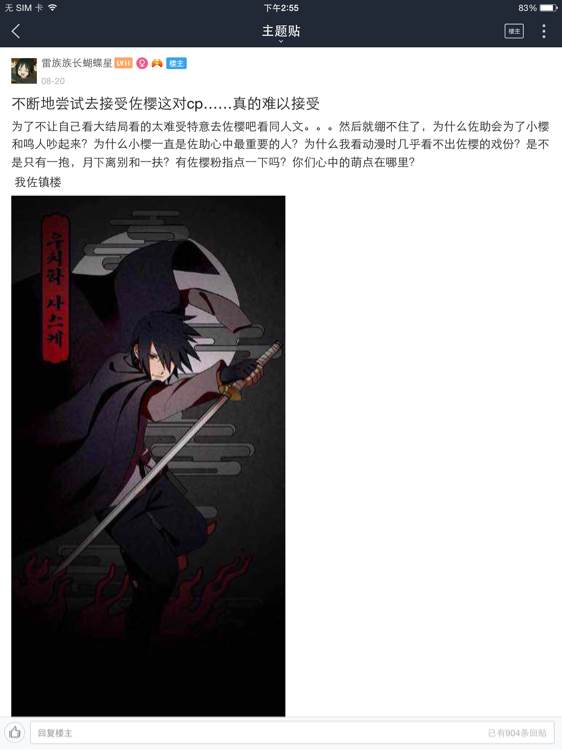 无 SIM 卡 下午2:55 83%
主题贴
楼主
雷族族长蝴蝶星 LV11 楼主
08-20
不断地尝试去接受佐樱这对cp……真的难以接受
为了不让自己看大结局看的太难受特意去佐樱吧看同人文。。。然后就绷不住了，为什么佐助会为了小樱
和鸣人吵起来？为什么小樱一直是佐助心中最重要的人？为什么我看动漫时几乎看不出佐樱的戏份？是不
是只有一抱，月下离别和一扶？有佐樱粉指点一下吗？你们心中的萌点在哪里？
我佐镇楼
우치하 사스케
回复楼主 已有904条回贴